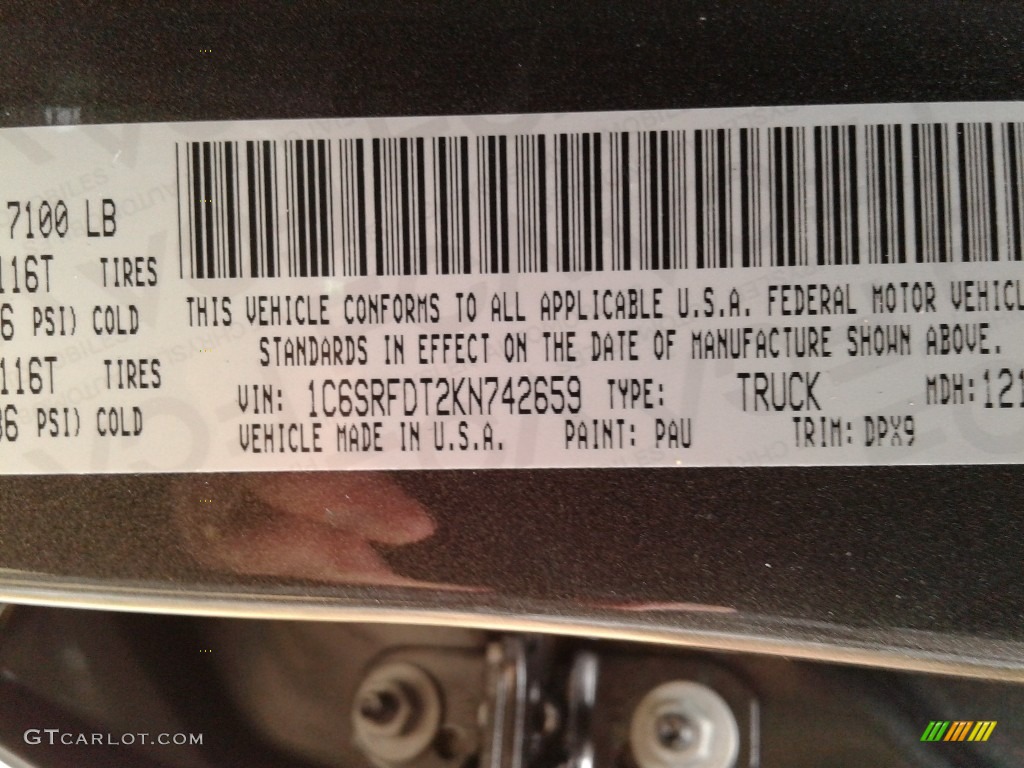 7100 LB
116T TIRES
6 PSI) COLD
116T TIRES
36 PSI) COLD
THIS VEHICLE CONFORMS TO ALL APPLICABLE U.S.A. FEDERAL MOTOR VEHICL
STANDARDS IN EFFECT ON THE DATE OF MANUFACTURE SHOWN ABOVE.
VIN: 1C6SRFDT2KN742659 TYPE: TRUCK MDH: 121
VEHICLE MADE IN U.S.A. PAINT: PAU TRIM: DPX9
GTCARLOT.COM